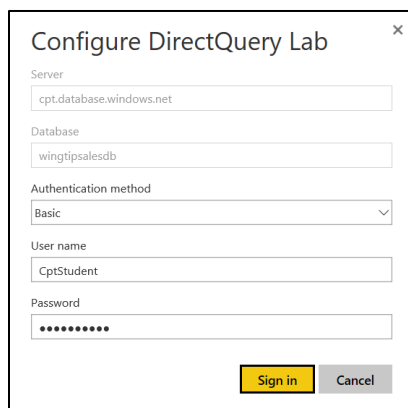 Configure DirectQuery Lab
Server
cpt.database.windows.net
Database
wingtipsalesdb
Authentication method
Basic
User name
CptStudent
Password
●●●●●●●●●●
Sign in Cancel